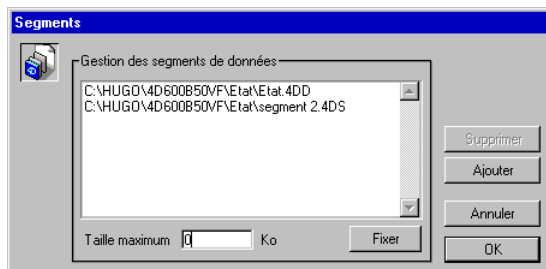 Segments
Gestion des segments de données
C:\HUGO\4D600B50VF\Etat\Etat.4DD
C:\HUGO\4D600B50VF\Etat\segment 2.4DS
Supprimer
Ajouter
Annuler
Taille maximum 0 Ko Fixer
OK